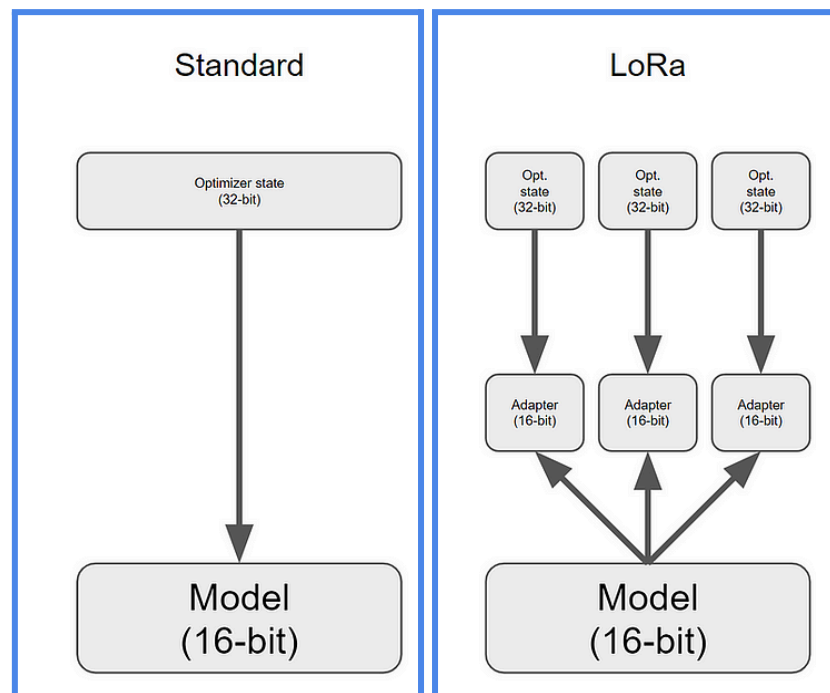 Standard
Optimizer state
(32-bit)
Model
(16-bit)
LoRa
Opt.
state
(32-bit)
Opt.
state
(32-bit)
Opt.
state
(32-bit)
Adapter
(16-bit)
Adapter
(16-bit)
Adapter
(16-bit)
Model
(16-bit)